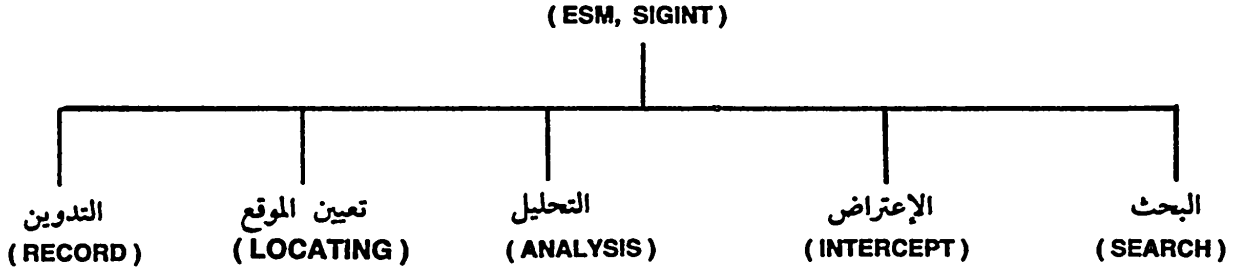 ( ESM, SIGINT )
البحث
( SEARCH )
الإعتراض
( INTERCEPT )
التحليل
( ANALYSIS )
تعيين الموقع
( LOCATING )
التدوين
( RECORD )